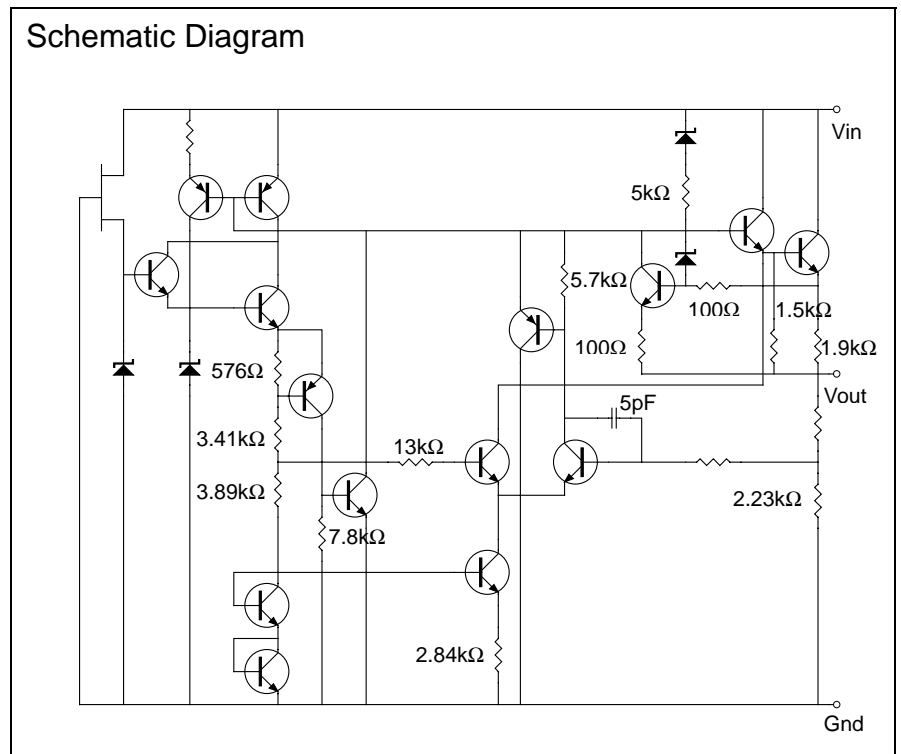 Schematic Diagram
Vin
5kΩ
5.7kΩ
100Ω
1.5kΩ
100Ω
1.9kΩ
576Ω
Vout
5pF
3.41kΩ
13kΩ
3.89kΩ
2.23kΩ
7.8kΩ
2.84kΩ
Gnd